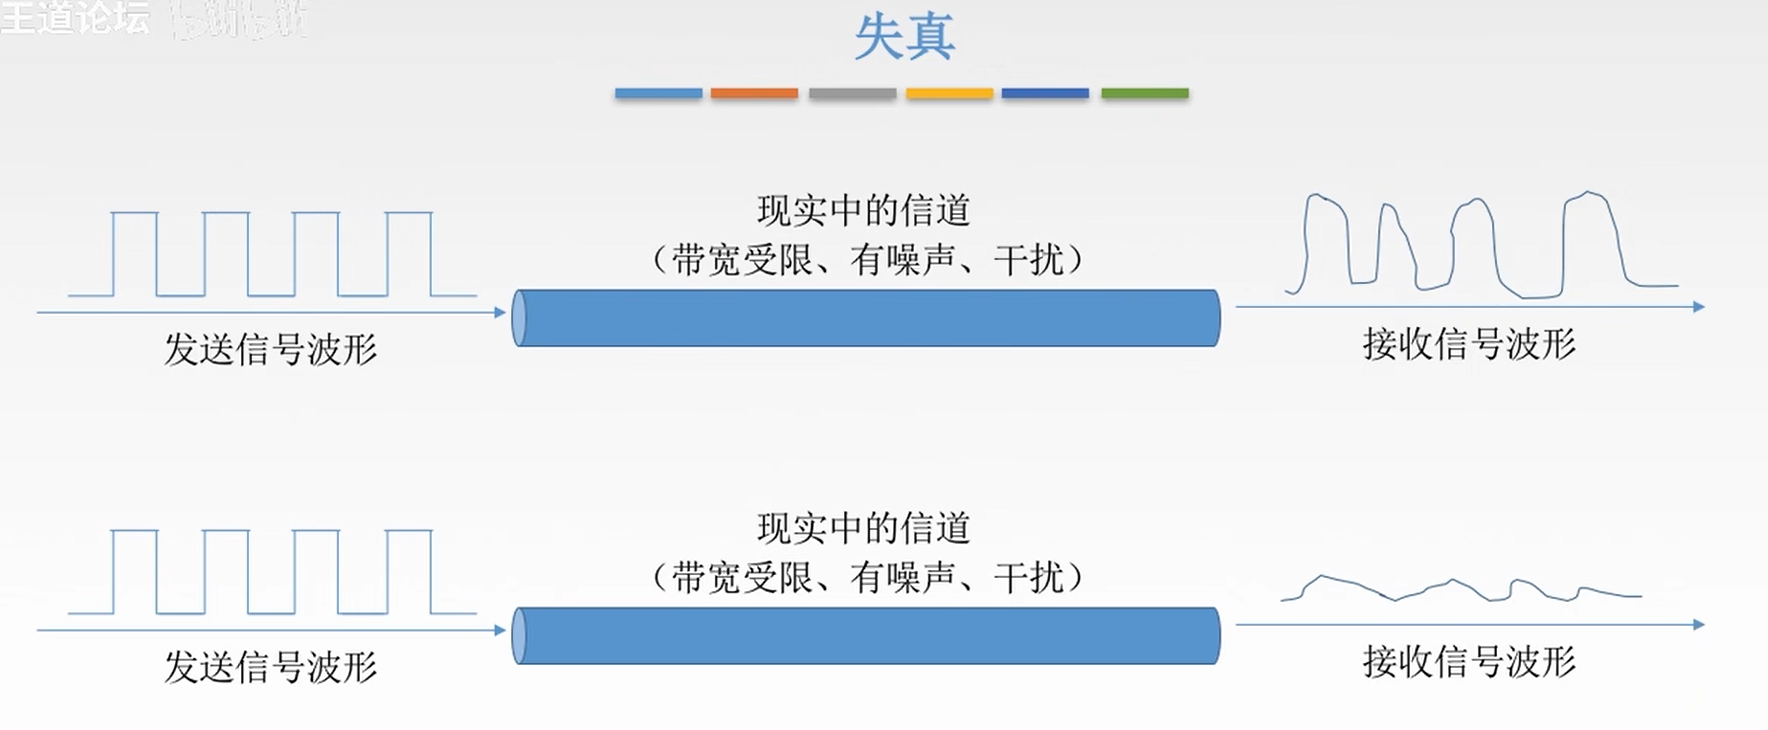 王道论坛 bilibili
失真
现实中的信道
（带宽受限、有噪声、干扰）
发送信号波形
接收信号波形
现实中的信道
（带宽受限、有噪声、干扰）
发送信号波形
接收信号波形